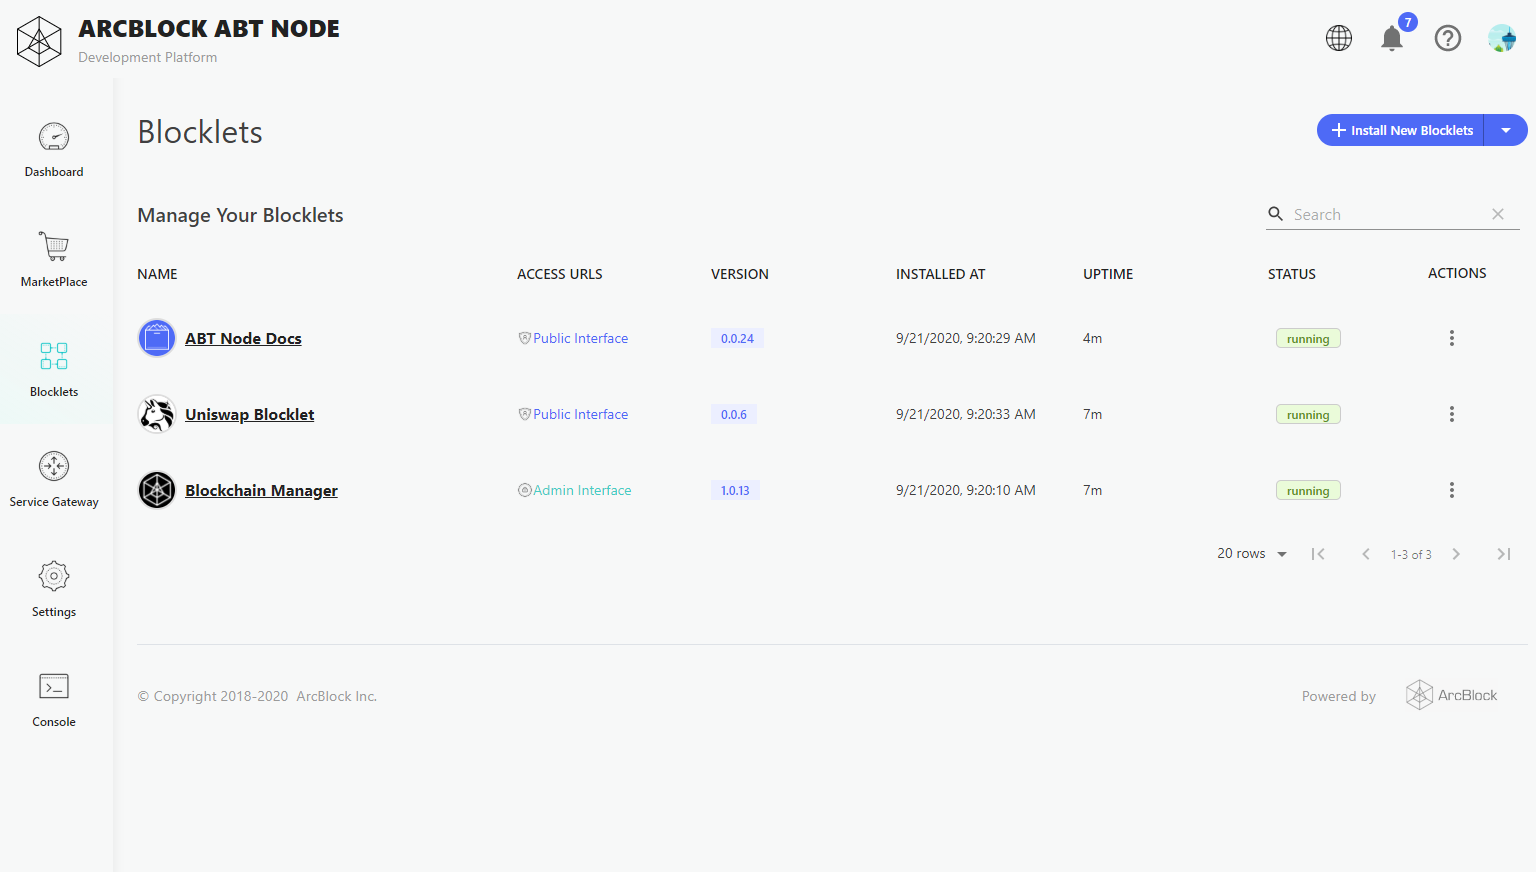 ARCBLOCK ABT NODE
Development Platform
7
Dashboard
MarketPlace
Blocklets
Service Gateway
Settings
Console
Blocklets
Install New Blocklets
Manage Your Blocklets
Search
NAME ACCESS URLS VERSION INSTALLED AT UPTIME STATUS ACTIONS
ABT Node Docs Public Interface 0.0.24 9/21/2020, 9:20:29 AM 4m running
Uniswap Blocklet Public Interface 0.0.6 9/21/2020, 9:20:33 AM 7m running
Blockchain Manager Admin Interface 1.0.13 9/21/2020, 9:20:10 AM 7m running
20 rows 1-3 of 3
© Copyright 2018-2020 ArcBlock Inc. Powered by ArcBlock